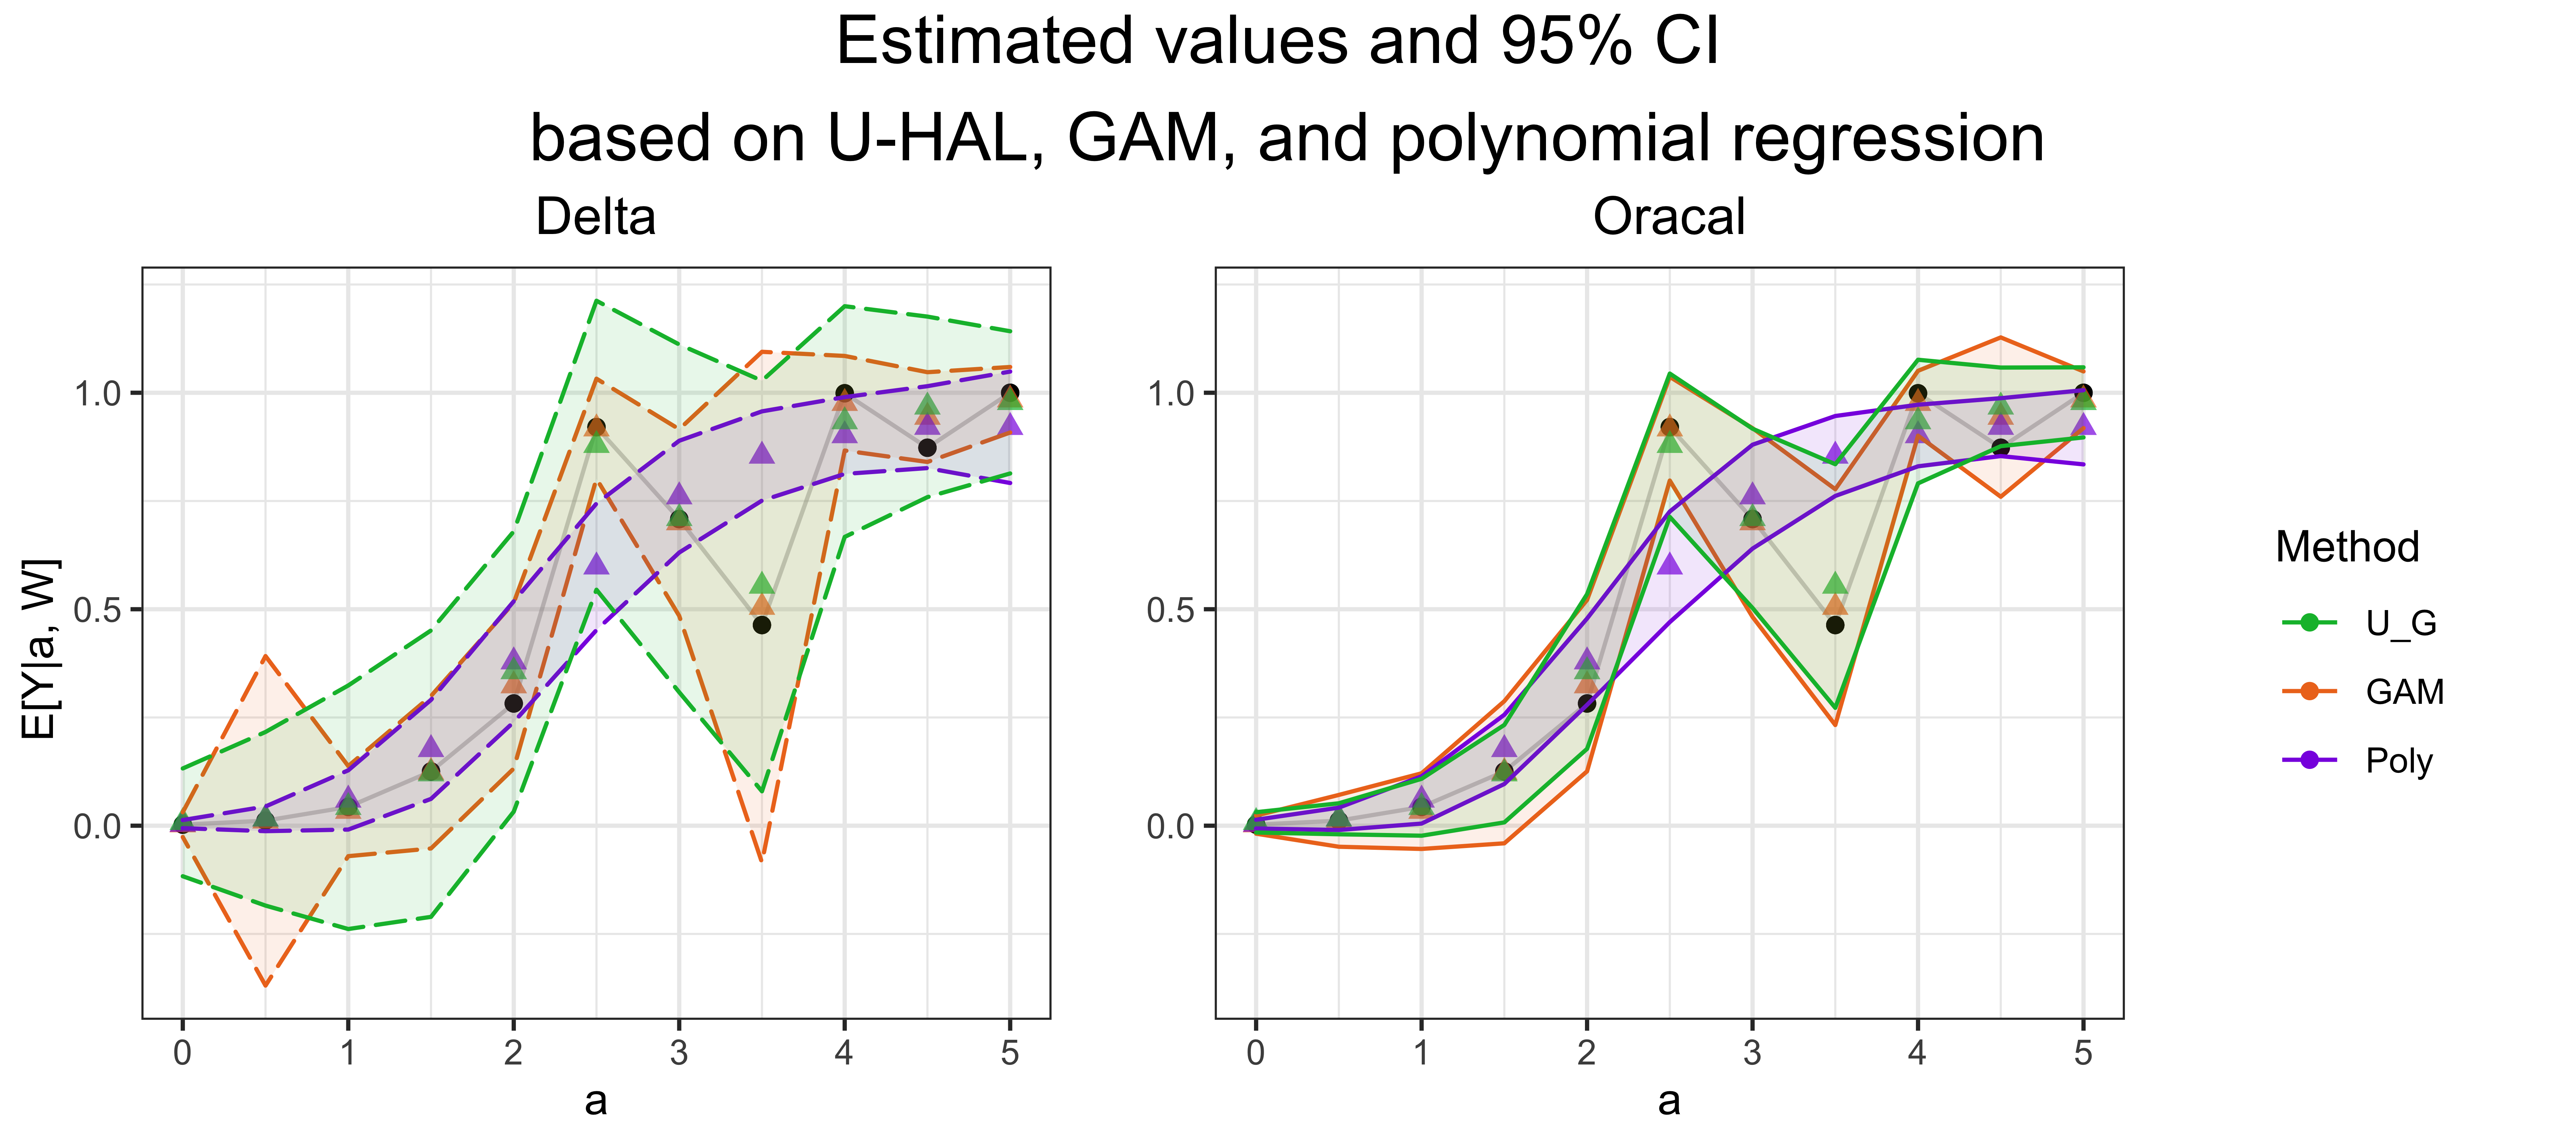 Estimated values and 95% CI
based on U-HAL, GAM, and polynomial regression
Delta
Oracal
E[Y|a, W]
1.0
0.5
0.0
0 1 2 3 4 5
a
1.0
0.5
0.0
0 1 2 3 4 5
a
Method
U_G
GAM
Poly